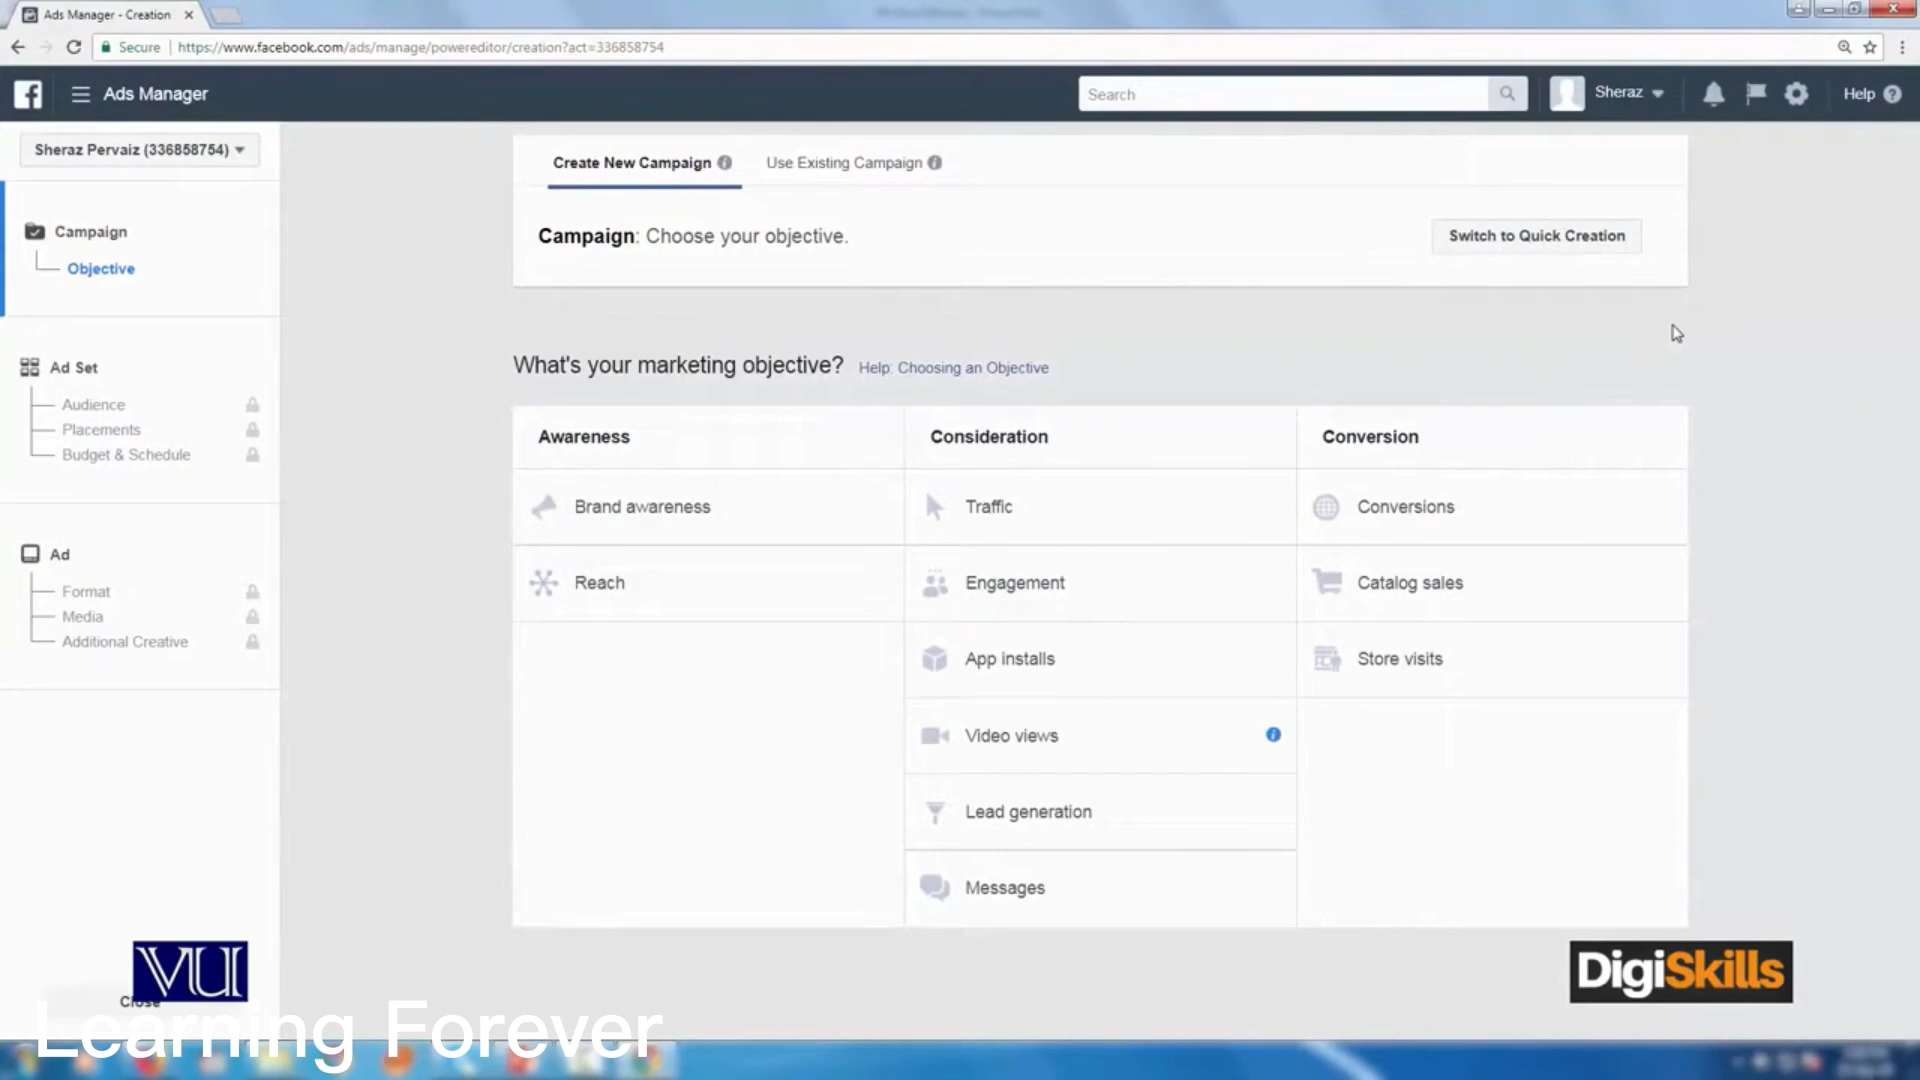 Ads Manager - Creation
Secure
https://www.facebook.com/ads/manage/powereditor/creation?act=336858754
Ads Manager
Search
Sheraz
Help
Sheraz Pervaiz (336858754)
Create New Campaign
Use Existing Campaign
Campaign
Objective
Campaign: Choose your objective.
Switch to Quick Creation
Ad Set
Audience
Placements
Budget & Schedule
What's your marketing objective?
Help: Choosing an Objective
Awareness
Consideration
Conversion
Brand awareness
Traffic
Conversions
Reach
Engagement
Catalog sales
App installs
Store visits
Video views
Lead generation
Messages
Ad
Format
Media
Additional Creative
VU
Close
DigiSkills
Learning Forever